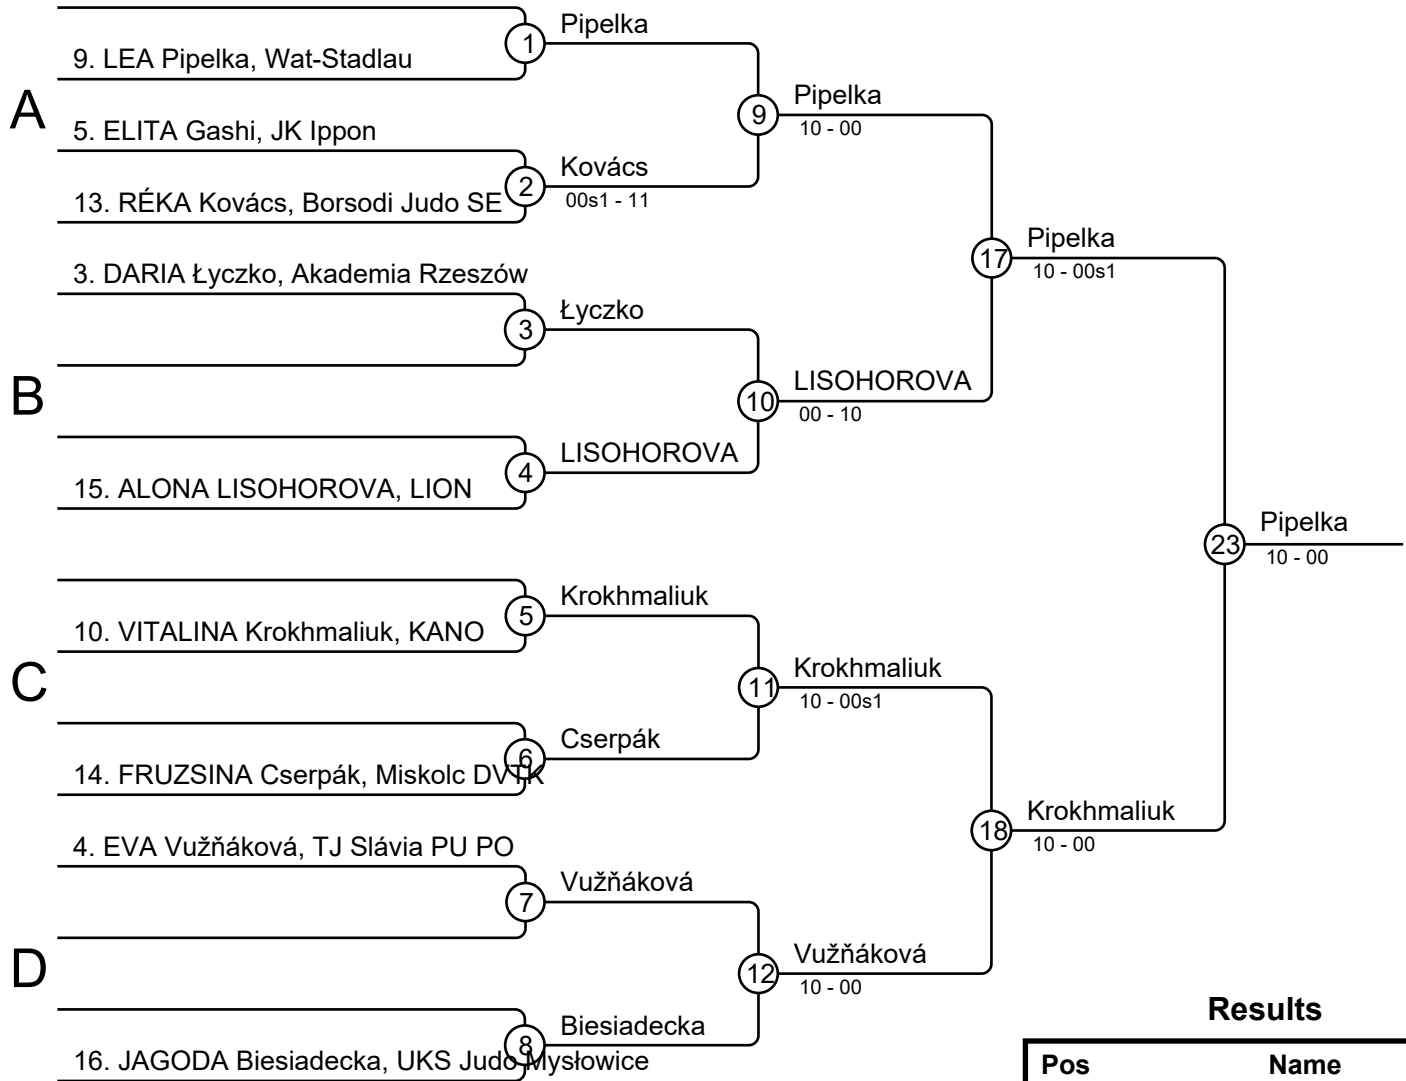 A
9. LEA Pipelka, Wat-Stadlau
5. ELITA Gashi, JK Ippon
13. RÉKA Kovács, Borsodi Judo SE
B
3. DARIA Łyczko, Akademia Rzeszów
15. ALONA LISOHOROVA, LION
C
10. VITALINA Krokhmaliuk, KANO
14. FRUZSINA Cserpák, Miskolc DVTK
D
4. EVA Vužňáková, TJ Slávia PU PO
16. JAGODA Biesiadecka, UKS Judo Mysłowice
1
Pipelka
2
Kovács
00s1 - 11
3
Łyczko
4
LISOHOROVA
5
Krokhmaliuk
6
Cserpák
7
Vužňáková
8
Biesiadecka
9
Pipelka
10 - 00
10
LISOHOROVA
00 - 10
11
Krokhmaliuk
10 - 00s1
12
Vužňáková
10 - 00
17
Pipelka
10 - 00s1
18
Krokhmaliuk
10 - 00
23
Pipelka
10 - 00
Results
Pos Name